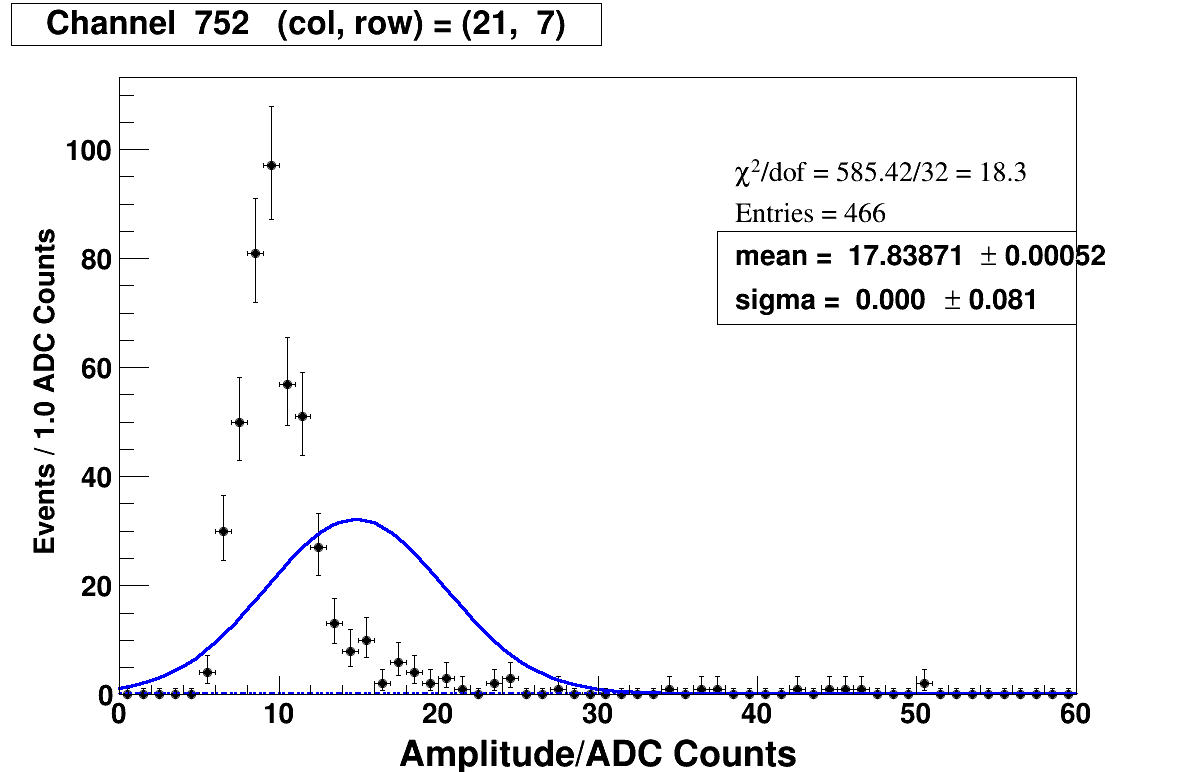 Channel 752 (col, row) = (21, 7)
χ²/dof = 585.42/32 = 18.3
Entries = 466
mean = 17.83871 ± 0.00052
sigma = 0.000 ± 0.081
Events / 1.0 ADC Counts
100
80
60
40
20
0
0 10 20 30 40 50 60
Amplitude/ADC Counts